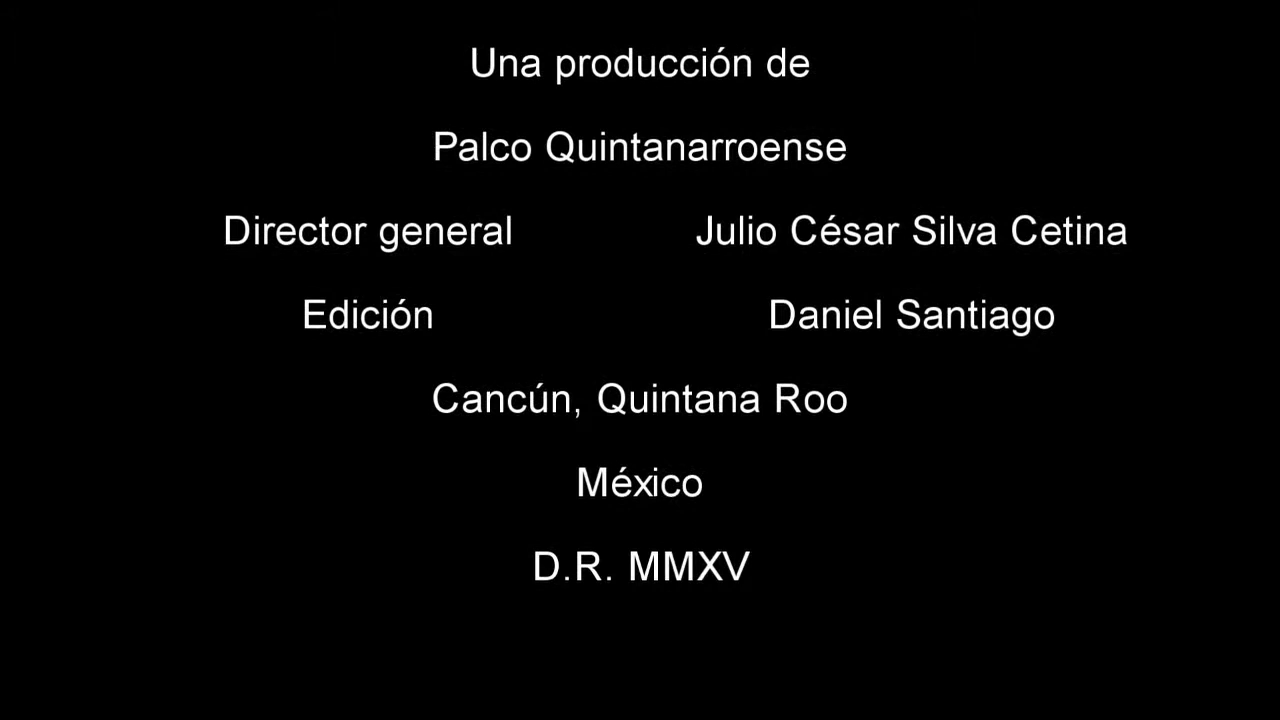 Una producción de
Palco Quintanarroense
Director general Julio César Silva Cetina
Edición Daniel Santiago
Cancún, Quintana Roo
México
D.R. MMXV